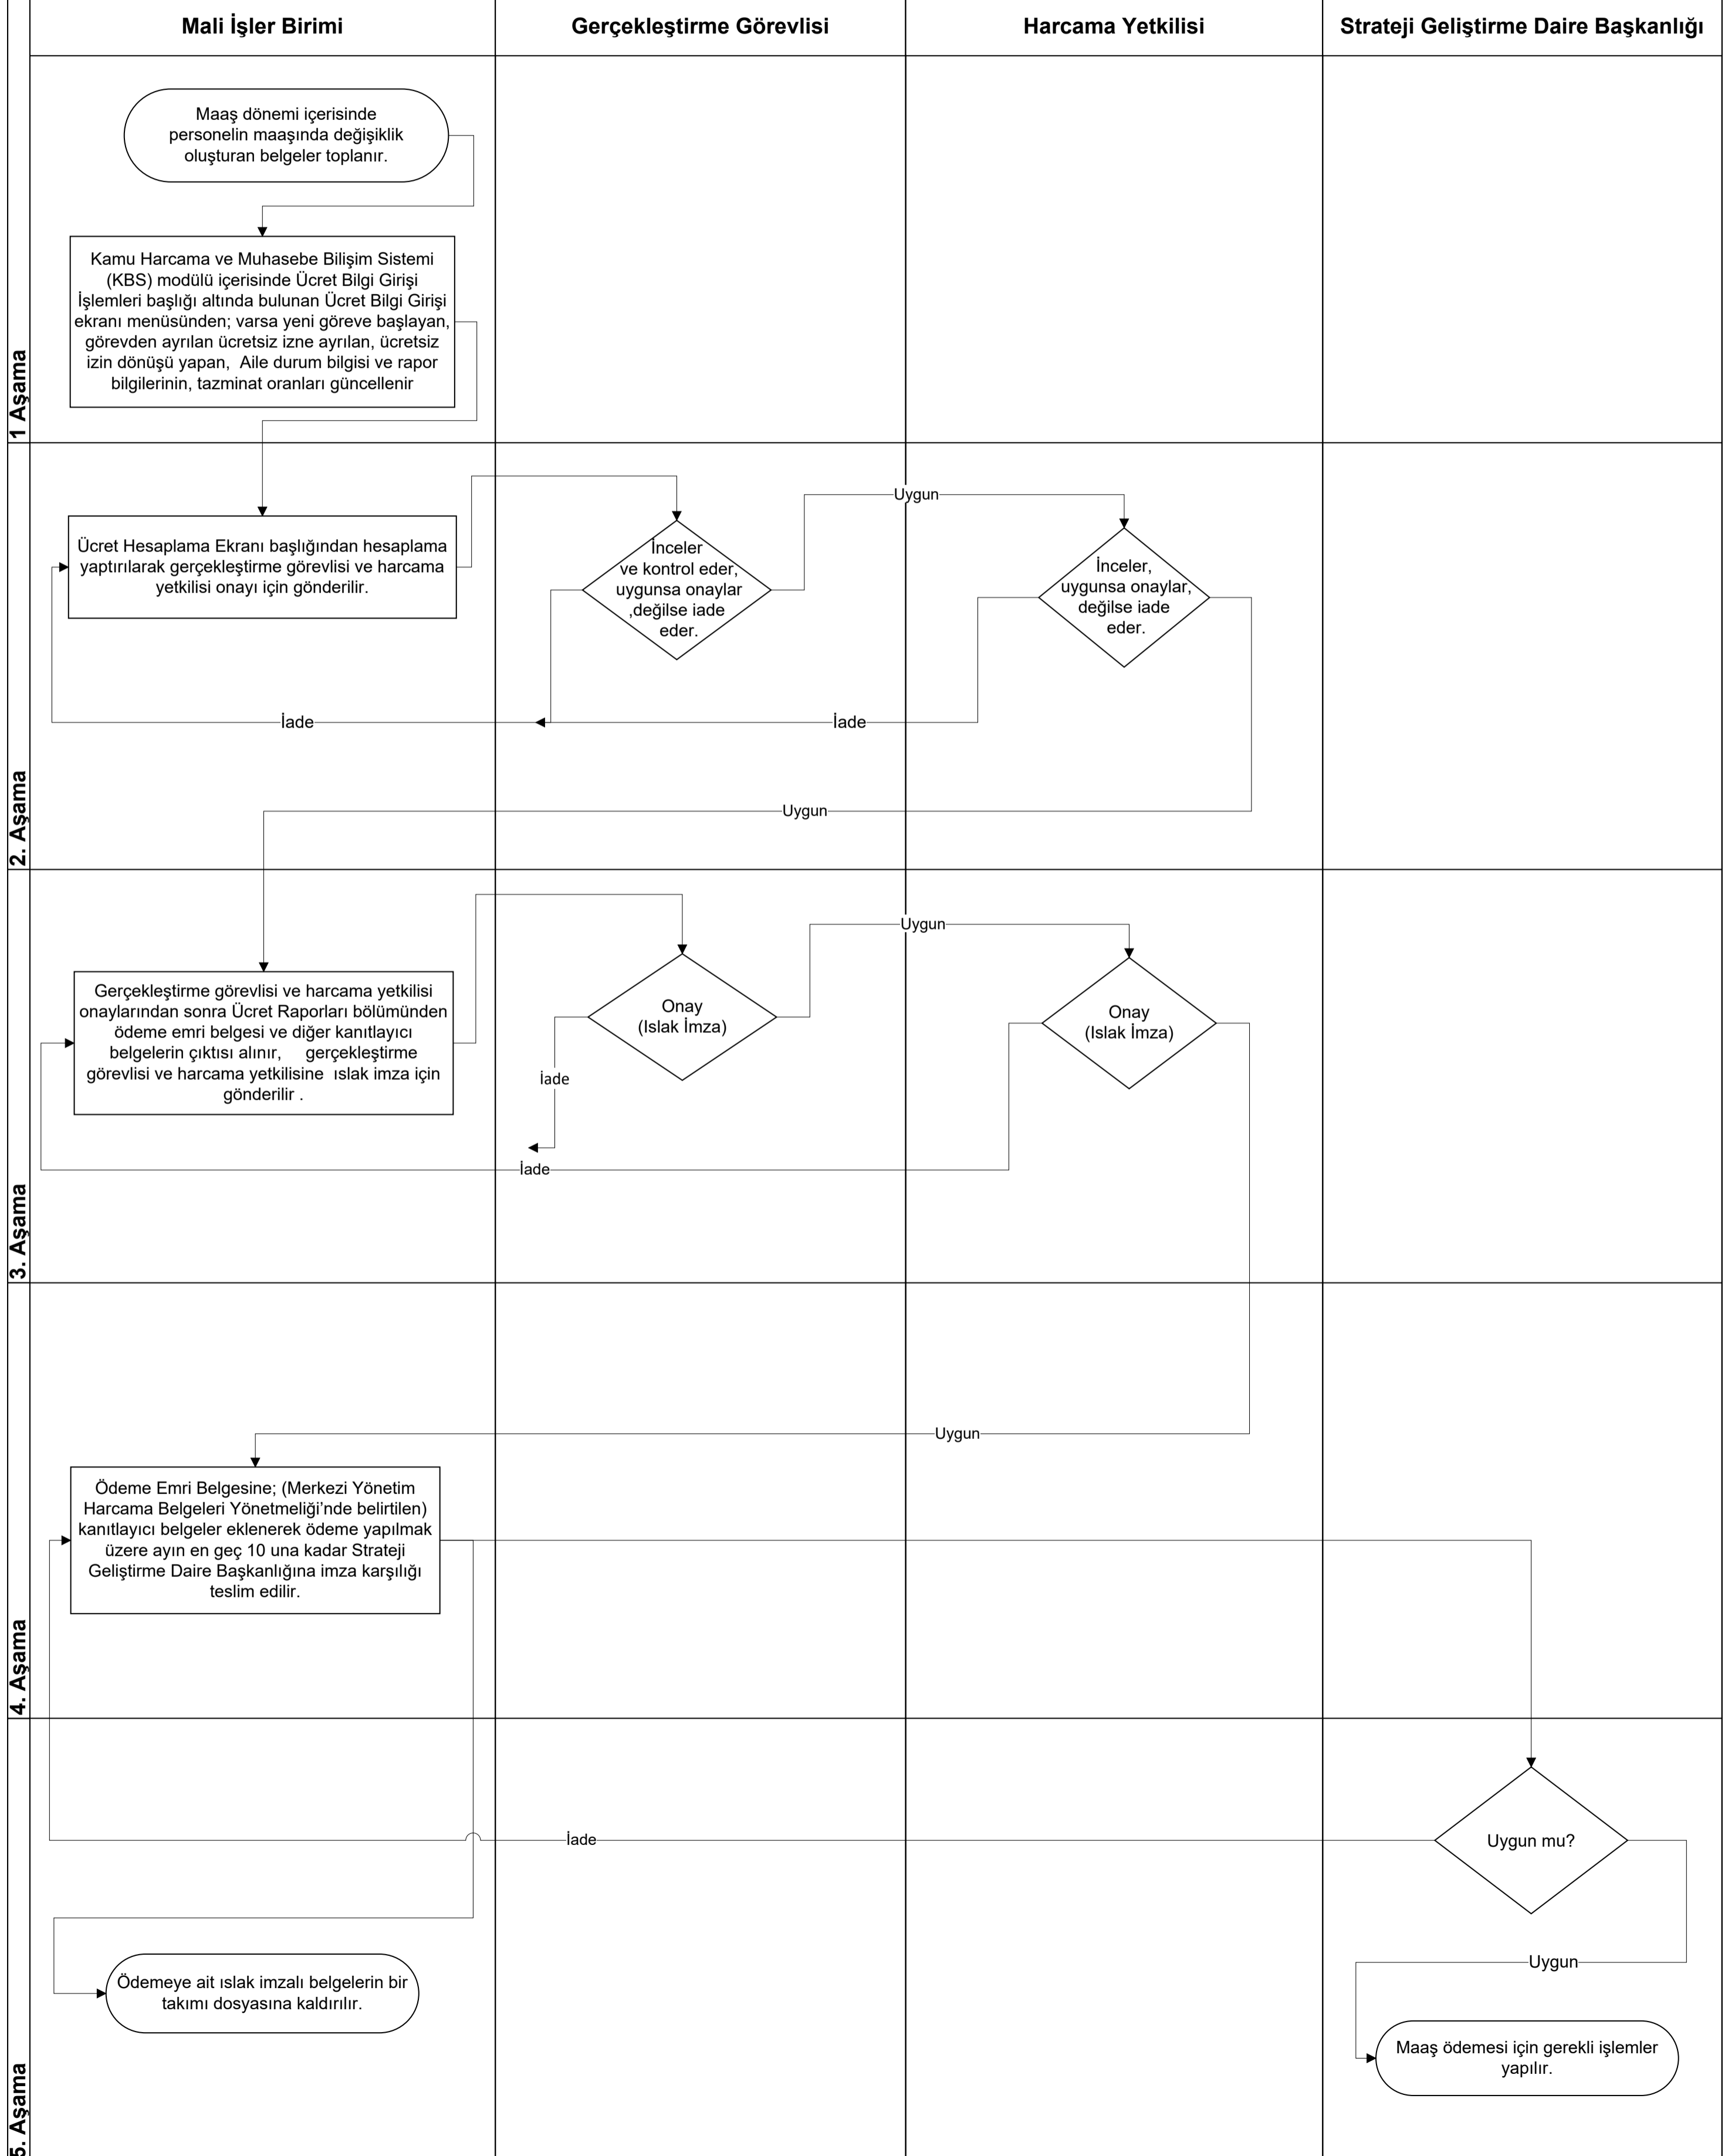 Mali İşler Birimi
Gerçekleştirme Görevlisi
Harcama Yetkilisi
Strateji Geliştirme Daire Başkanlığı
1 Aşama
Maaş dönemi içerisinde
personelin maaşında değişiklik
oluşturan belgeler toplanır.
Kamu Harcama ve Muhasebe Bilişim Sistemi
(KBS) modülü içerisinde Ücret Bilgi Girişi
İşlemleri başlığı altında bulunan Ücret Bilgi Girişi
ekranı menüsünden; varsa yeni göreve başlayan,
görevden ayrılan ücretsiz izne ayrılan, ücretsiz
izin dönüşü yapan,  Aile durum bilgisi ve rapor
bilgilerinin, tazminat oranları güncellenir
2. Aşama
Ücret Hesaplama Ekranı başlığından hesaplama
yaptırılarak gerçekleştirme görevlisi ve harcama
yetkilisi onayı için gönderilir.
İnceler
ve kontrol eder,
uygunsa onaylar
,değilse iade
eder.
Uygun
İnceler,
uygunsa onaylar,
değilse iade
eder.
İade
İade
Uygun
3. Aşama
Gerçekleştirme görevlisi ve harcama yetkilisi
onaylarından sonra Ücret Raporları bölümünden
ödeme emri belgesi ve diğer kanıtlayıcı
belgelerin çıktısı alınır,     gerçekleştirme
görevlisi ve harcama yetkilisine  ıslak imza için
gönderilir .
Onay
(Islak İmza)
Uygun
Onay
(Islak İmza)
İade
İade
4. Aşama
Uygun
Ödeme Emri Belgesine; (Merkezi Yönetim
Harcama Belgeleri Yönetmeliği’nde belirtilen)
kanıtlayıcı belgeler eklenerek ödeme yapılmak
üzere ayın en geç 10 una kadar Strateji
Geliştirme Daire Başkanlığına imza karşılığı
teslim edilir.
5. Aşama
İade
Uygun mu?
Uygun
Ödemeye ait ıslak imzalı belgelerin bir
takımı dosyasına kaldırılır.
Maaş ödemesi için gerekli işlemler
yapılır.